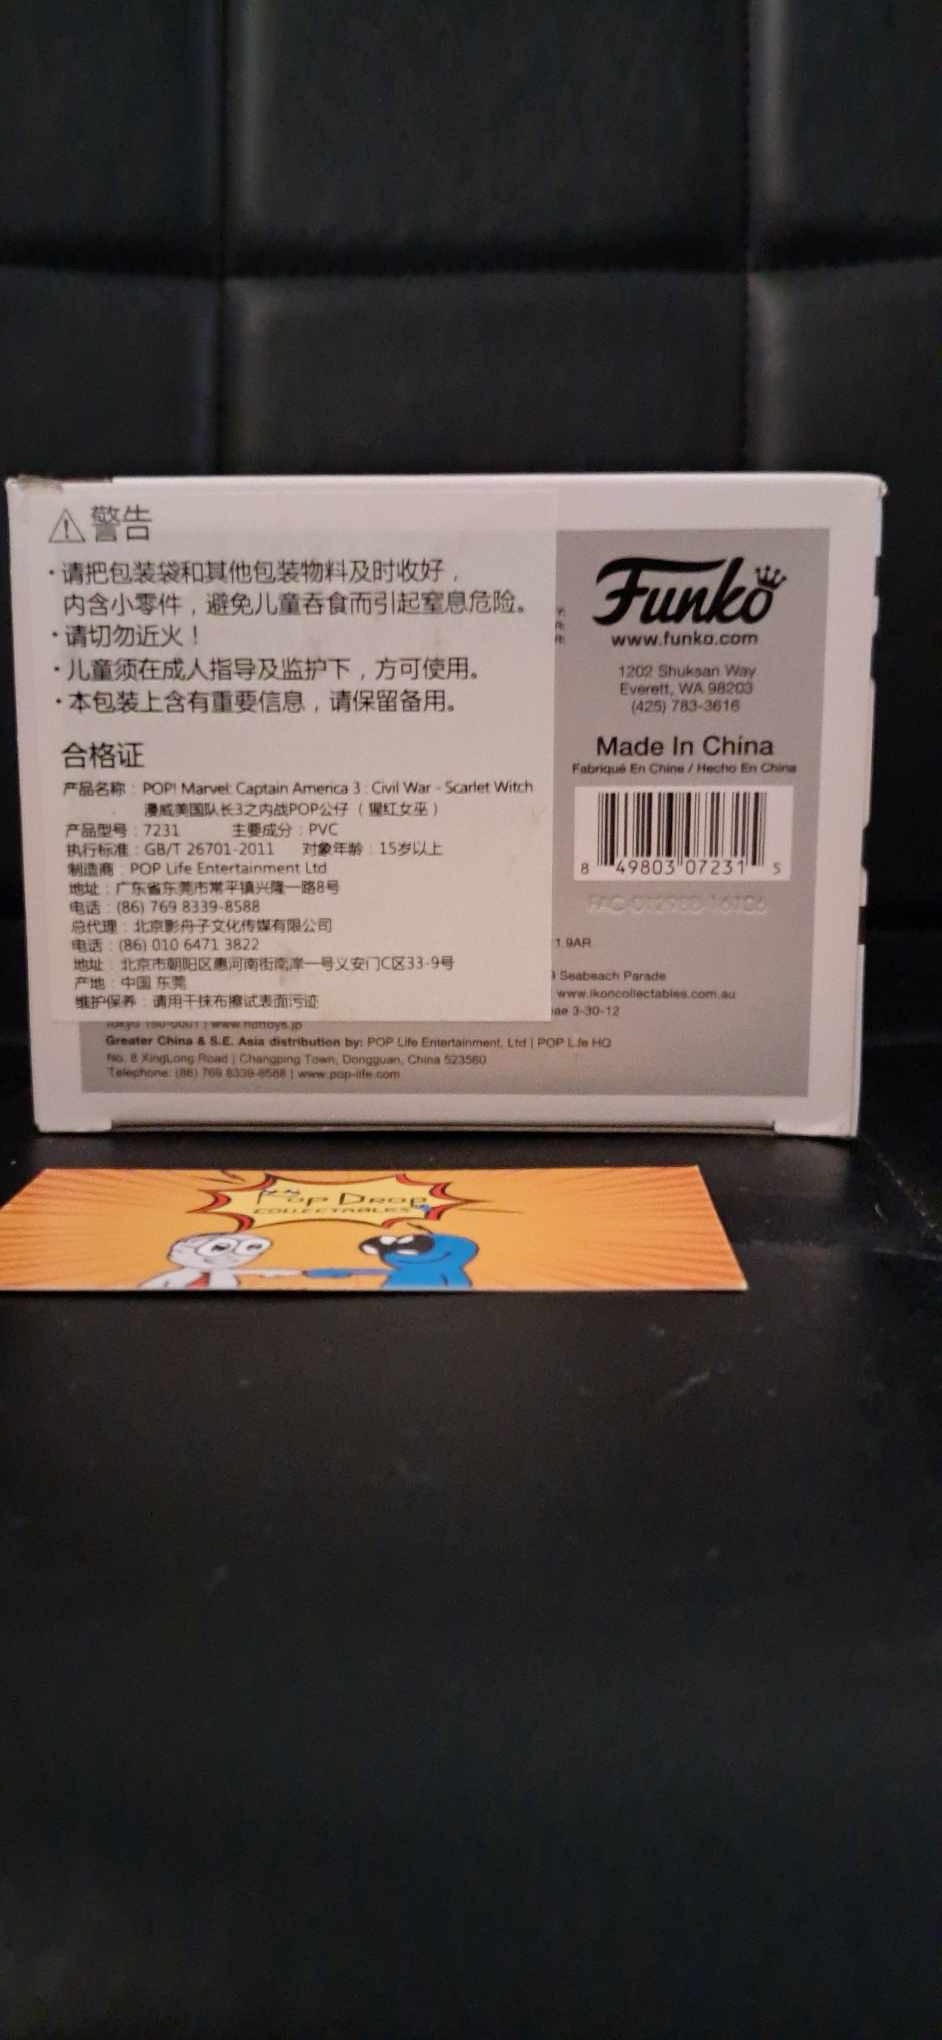 警告
·请把包装袋和其他包装物料及时收好，
内含小零件，避免儿童吞食而引起窒息危险。
·请切勿近火！
·儿童须在成人指导及监护下，方可使用。
·本包装上含有重要信息，请保留备用。
合格证
产品名称：POP! Marvel: Captain America 3 : Civil War - Scarlet Witch
漫威美国队长3之内战POP公仔（猩红女巫）
产品型号：7231 主要成分：PVC
执行标准：GB/T 26701-2011 对象年龄：15岁以上
制造商：POP Life Entertainment Ltd
地址：广东省东莞市常平镇兴隆一路8号
电话：(86) 769 8339-8588
总代理：北京影舟子文化传媒有限公司
电话：(86) 010 6471 3822
地址：北京市朝阳区惠河南街南岸一号义安门C区33-9号
产地：中国 东莞
维护保养：请用干抹布擦试表面污迹
Funko
www.funko.com
1202 Shuksan Way
Everett, WA 98203
(425) 783-3616
Made In China
Fabriqué En Chine / Hecho En China
8 49803 07231 5
1 9AR
Seabeach Parade
www.ikoncollectables.com.au
3-30-12
Tokyo 150-0001 | www.hottoys.jp
Greater China & S.E. Asia distribution by: POP Life Entertainment, Ltd | POP Life HQ
No. 8 XingLong Road | Changping Town, Dongguan, China 523560
Telephone: (86) 769 8339-8588 | www.pop-life.com
Pop Drop
COLLECTABLES